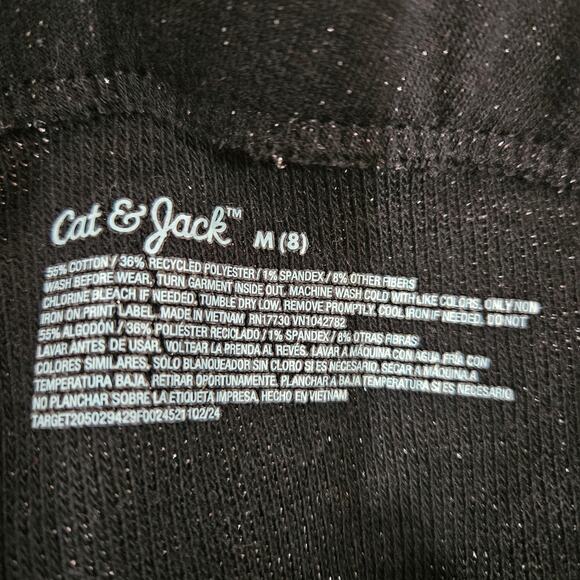 Cat & Jack™ M (8)
55% COTTON / 36% RECYCLED POLYESTER / 1% SPANDEX / 8% OTHER FIBERS
WASH BEFORE WEAR, TURN GARMENT INSIDE OUT. MACHINE WASH COLD WITH LIKE COLORS. ONLY NON
CHLORINE BLEACH IF NEEDED. TUMBLE DRY LOW, REMOVE PROMPTLY. COOL IRON IF NEEDED. DO NOT
IRON ON PRINT LABEL. MADE IN VIETNAM RN17730 VN1042782
55% ALGODÓN / 36% POLIÉSTER RECICLADO / 1% SPANDEX / 8% OTRAS FIBRAS
LAVAR ANTES DE USAR. VOLTEAR LA PRENDA AL REVÉS. LAVAR A MÁQUINA CON AGUA FRÍA CON
COLORES SIMILARES. SÓLO BLANQUEADOR SIN CLORO SI ES NECESARIO. SECAR A MÁQUINA
TEMPERATURA BAJA. RETIRAR OPORTUNAMENTE. PLANCHAR A BAJA TEMPERATURA SI ES NECESARIO
NO PLANCHAR SOBRE LA ETIQUETA IMPRESA. HECHO EN VIETNAM
TARGET205029429F0024521102/24